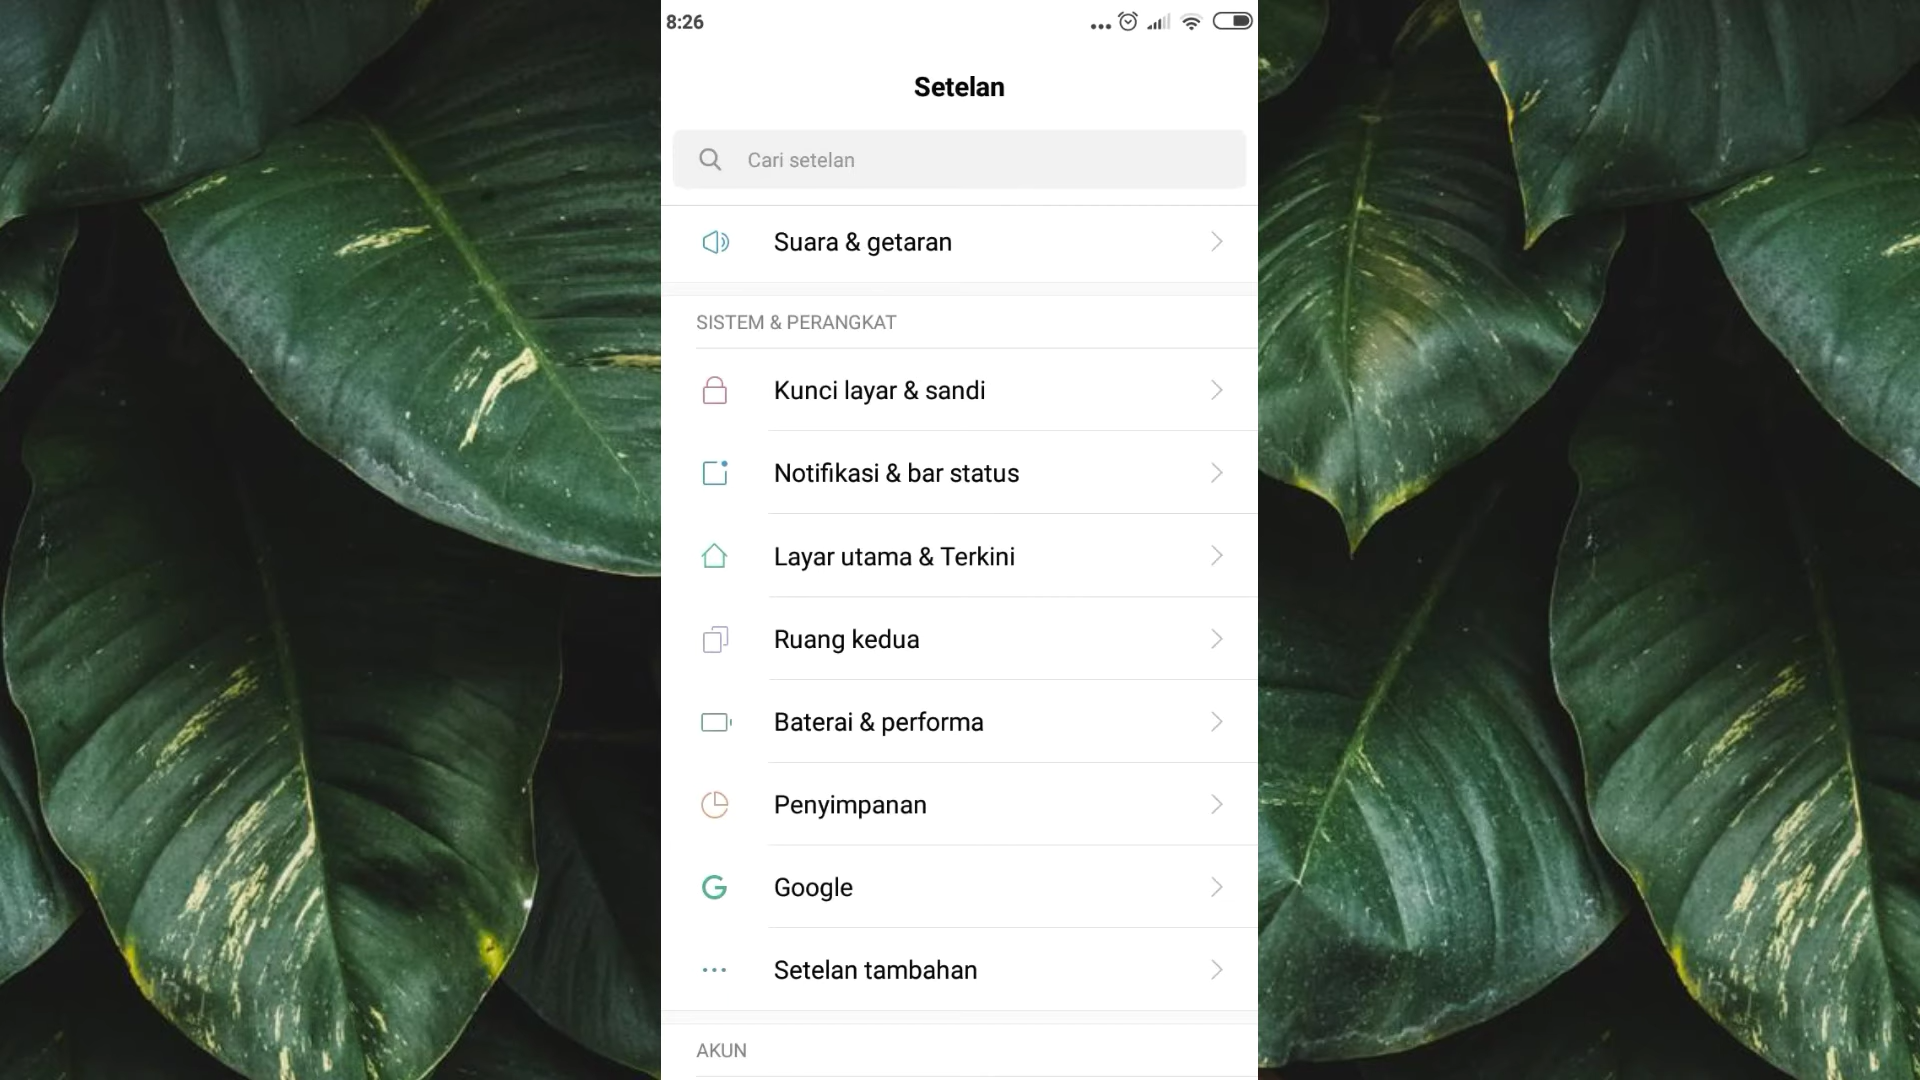 8:26
Setelan
Cari setelan
Suara & getaran
SISTEM & PERANGKAT
Kunci layar & sandi
Notifikasi & bar status
Layar utama & Terkini
Ruang kedua
Baterai & performa
Penyimpanan
Google
Setelan tambahan
AKUN